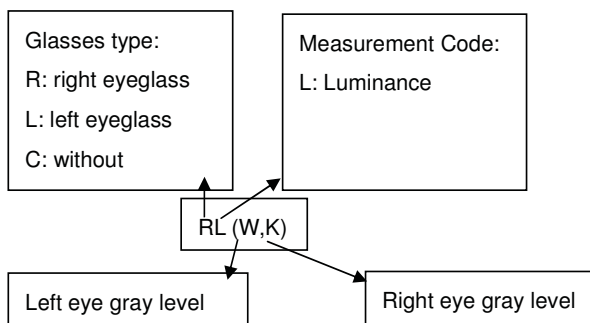 Glasses type:
R: right eyeglass
L: left eyeglass
C: without
Measurement Code:
L: Luminance
RL (W,K)
Left eye gray level
Right eye gray level